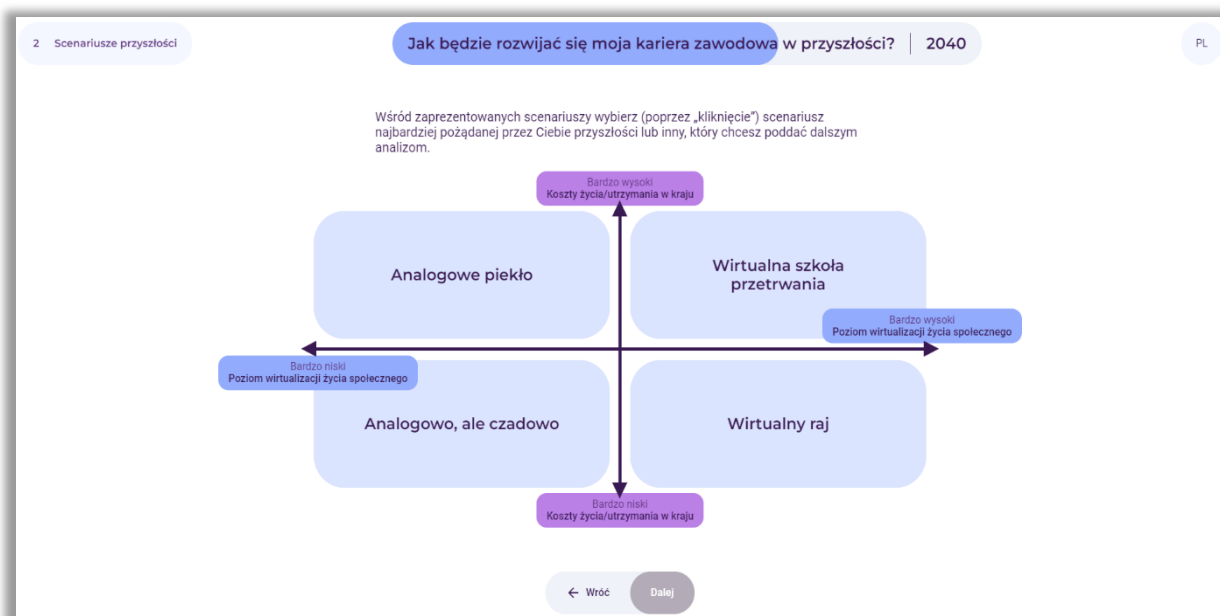 2 Scenariusze przyszłości
Jak będzie rozwijać się moja kariera zawodowa w przyszłości? | 2040
PL
Wśród zaprezentowanych scenariuszy wybierz (poprzez „kliknięcie”) scenariusz
najbardziej pożądanej przez Ciebie przyszłości lub inny, który chcesz poddać dalszym
analizom.
Bardzo wysoki
Koszty życia/utrzymania w kraju
Analogowe piekło
Wirtualna szkoła
przetrwania
Bardzo wysoki
Poziom wirtualizacji życia społecznego
Bardzo niski
Poziom wirtualizacji życia społecznego
Analogowo, ale czadowo
Wirtualny raj
Bardzo niski
Koszty życia/utrzymania w kraju
← Wróć
Dalej